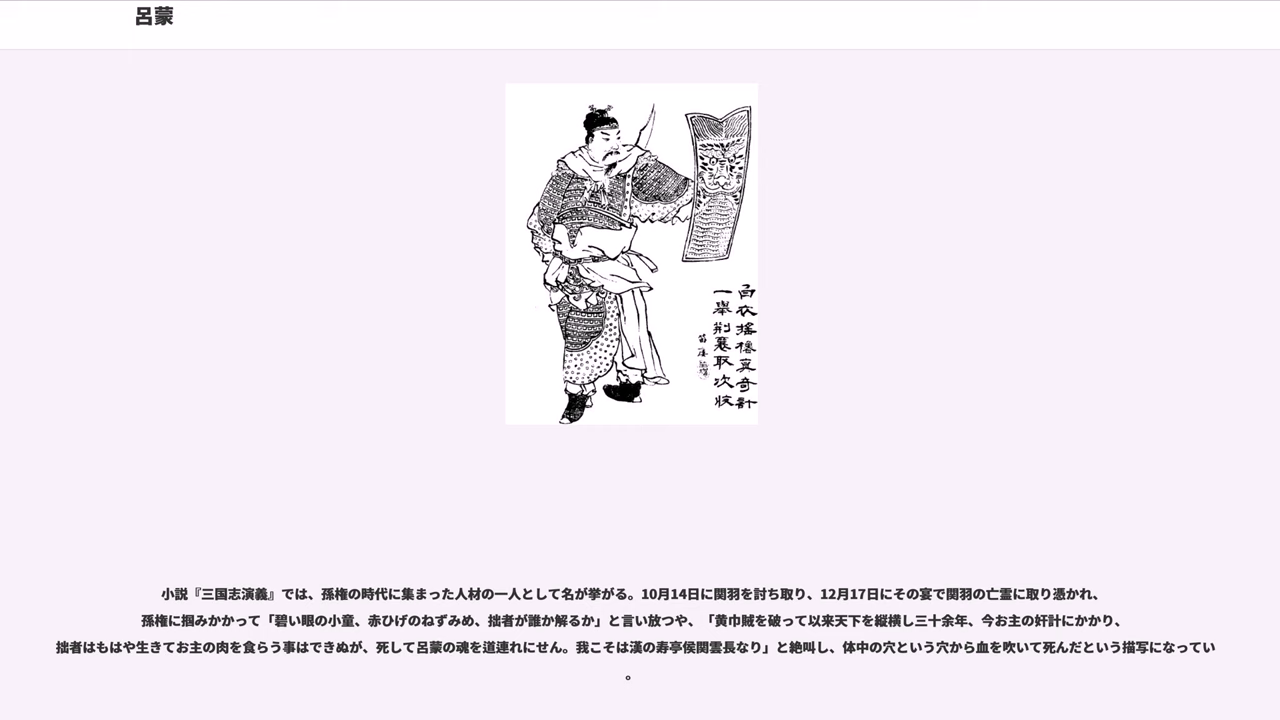 呂蒙
白衣搖櫓真奇計
一舉荊襄取次收
小説『三国志演義』では、孫権の時代に集まった人材の一人として名が挙がる。10月14日に関羽を討ち取り、12月17日にその宴で関羽の亡霊に取り憑かれ、
孫権に掴みかかって「碧い眼の小童、赤ひげのねずみめ、拙者が誰か解るか」と言い放つや、「黄巾賊を破って以来天下を縦横し三十余年、今お主の奸計にかかり、
拙者はもはや生きてお主の肉を食らう事はできぬが、死して呂蒙の魂を道連れにせん。我こそは漢の寿亭侯関雲長なり」と絶叫し、体中の穴という穴から血を吹いて死んだという描写になってい
。